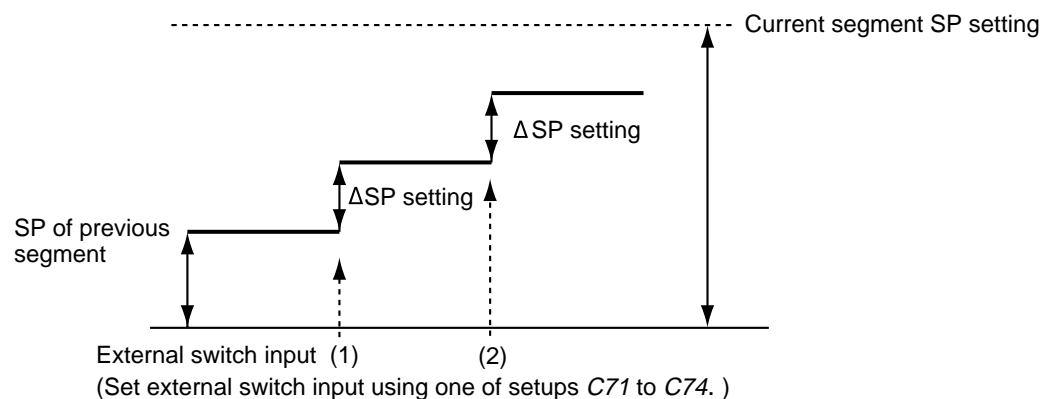 Current segment SP setting
Δ SP setting
ΔSP setting
SP of previous
segment
External switch input (1) (2)
(Set external switch input using one of setups C71 to C74. )